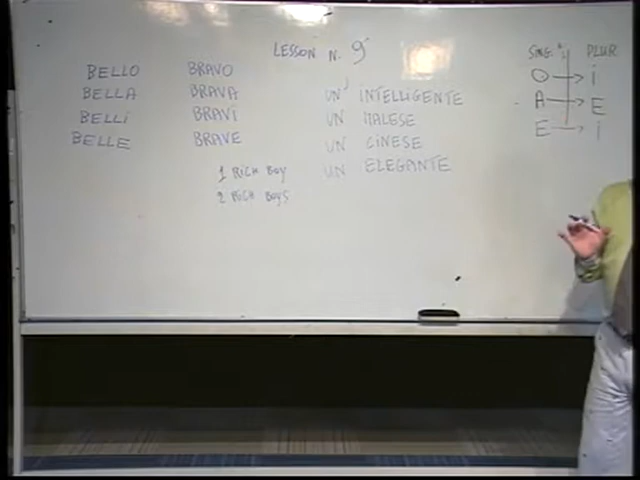 LESSON N. 9
BELLO BRAVO
BELLA BRAVA
BELLI BRAVI
BELLE BRAVE
1 RICH BOY
2 RICH BOYS
UN' INTELLIGENTE
UN MALESE
UN CINESE
UN ELEGANTE
SING. PLUR
O → i
A → E
E → i